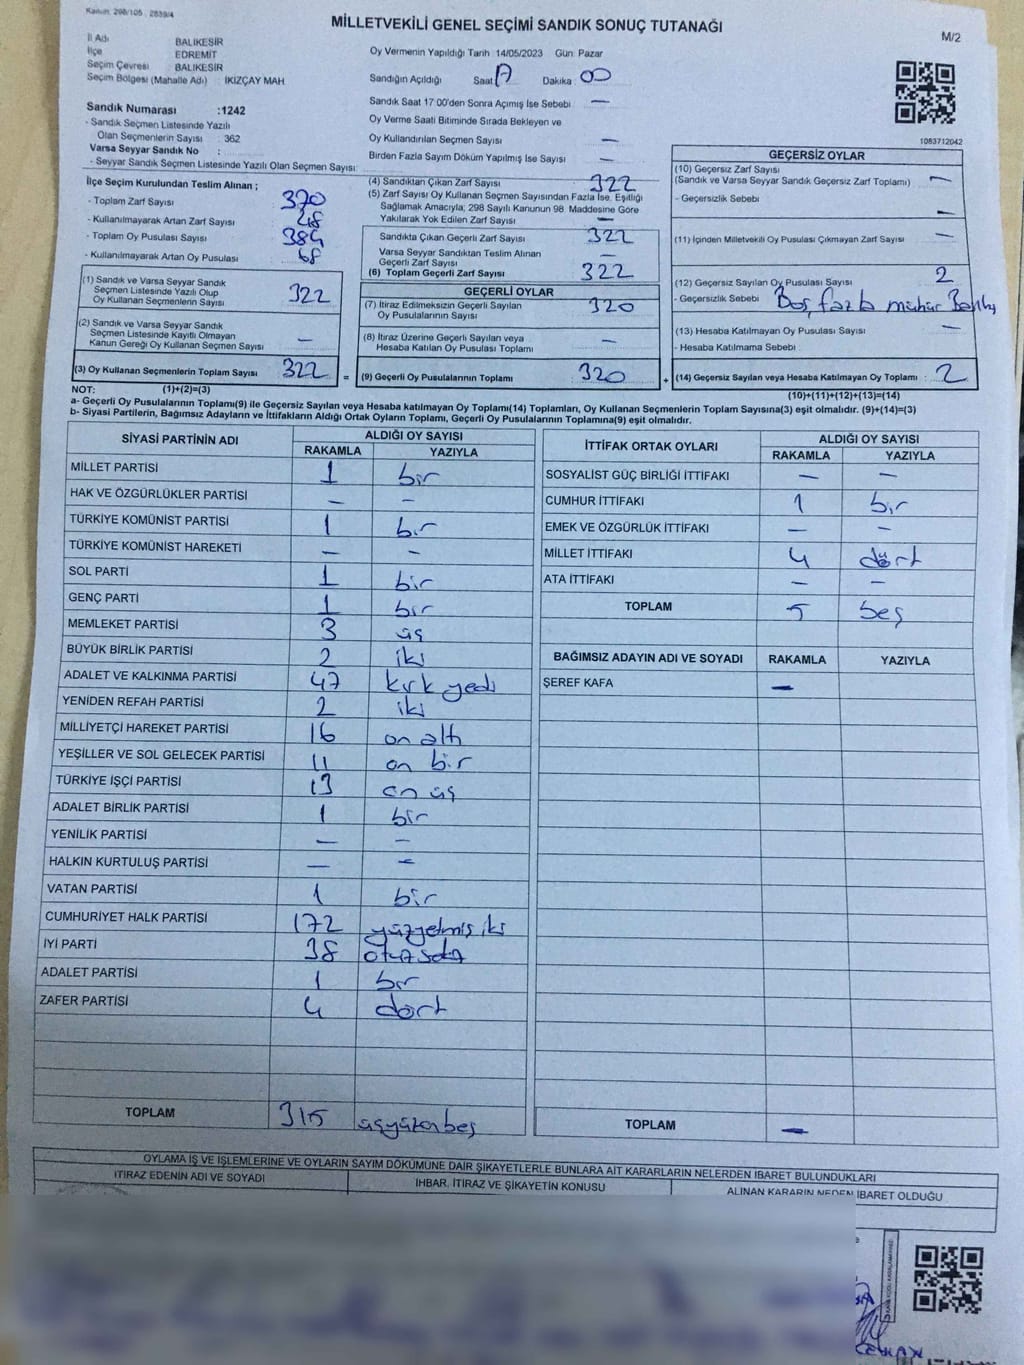 Kanun: 298/105 , 2839/4
MİLLETVEKİLİ GENEL SEÇİMİ SANDIK SONUÇ TUTANAĞI
M/2
İl Adı BALIKESİR
İlçe EDREMİT
Seçim Çevresi BALIKESİR
Seçim Bölgesi (Mahalle Adı) : İKİZÇAY MAH
Sandık Numarası :1242
- Sandık Seçmen Listesinde Yazılı
Olan Seçmenlerin Sayısı : 362
Varsa Seyyar Sandık No :
- Seyyar Sandık Seçmen Listesinde Yazılı Olan Seçmen Sayısı:
Oy Vermenin Yapıldığı Tarih :14/05/2023 Gün: Pazar
Sandığın Açıldığı Saat 17 Dakika 00
Sandık Saat 17:00'den Sonra Açımış İse Sebebi —
Oy Verme Saati Bitiminde Sırada Bekleyen ve
Oy Kullandırılan Seçmen Sayısı —
Birden Fazla Sayım Döküm Yapılmış İse Sayısı —
1083712042
İlçe Seçim Kurulundan Teslim Alınan ;
- Toplam Zarf Sayısı 370
- Kullanılmayarak Artan Zarf Sayısı 48
- Toplam Oy Pusulası Sayısı
- Kullanılmayarak Artan Oy Pusulası 68
(1) Sandık ve Varsa Seyyar Sandık
Seçmen Listesinde Yazılı Olup
Oy Kullanan Seçmenlerin Sayısı 322
(2) Sandık ve Varsa Seyyar Sandık
Seçmen Listesinde Kayıtlı Olmayan
Kanun Gereği Oy Kullanan Seçmen Sayısı —
(3) Oy Kullanan Seçmenlerin Toplam Sayısı 322
(4) Sandıktan Çıkan Zarf Sayısı 322
(5) Zarf Sayısı Oy Kullanan Seçmen Sayısından Fazla İse, Eşitliği
Sağlamak Amacıyla; 298 Sayılı Kanunun 98. Maddesine Göre
Yakılarak Yok Edilen Zarf Sayısı —
Sandıkta Çıkan Geçerli Zarf Sayısı 322
Varsa Seyyar Sandıktan Teslim Alınan
Geçerli Zarf Sayısı —
(6) Toplam Geçerli Zarf Sayısı 322
GEÇERLİ OYLAR
(7) İtiraz Edilmeksizin Geçerli Sayılan
Oy Pusulalarının Sayısı 320
(8) İtiraz Üzerine Geçerli Sayılan veya
Hesaba Katılan Oy Pusulası Toplamı —
= (9) Geçerli Oy Pusulalarının Toplamı 320
GEÇERSİZ OYLAR
(10) Geçersiz Zarf Sayısı
(Sandık ve Varsa Seyyar Sandık Geçersiz Zarf Toplamı) —
- Geçersizlik Sebebi —
(11) İçinden Milletvekili Oy Pusulası Çıkmayan Zarf Sayısı —
(12) Geçersiz Sayılan Oy Pusulası Sayısı 2
- Geçersizlik Sebebi Boş, fazla mühür
(13) Hesaba Katılmayan Oy Pusulası Sayısı —
- Hesaba Katılmama Sebebi :
+ (14) Geçersiz Sayılan veya Hesaba Katılmayan Oy Toplamı 2
NOT: (1)+(2)=(3)
(10)+(11)+(12)+(13)=(14)
a- Geçerli Oy Pusulalarının Toplamı(9) ile Geçersiz Sayılan veya Hesaba katılmayan Oy Toplamı(14) Toplamları, Oy Kullanan Seçmenlerin Toplam Sayısına(3) eşit olmalıdır. (9)+(14)=(3)
b- Siyasi Partilerin, Bağımsız Adayların ve İttifakların Aldığı Ortak Oyların Toplamı, Geçerli Oy Pusulalarının Toplamına(9) eşit olmalıdır.
SİYASİ PARTİNİN ADI ALDIĞI OY SAYISI
RAKAMLA YAZIYLA
MİLLET PARTİSİ 1 bir
HAK VE ÖZGÜRLÜKLER PARTİSİ — —
TÜRKİYE KOMÜNİST PARTİSİ 1 bir
TÜRKİYE KOMÜNİST HAREKETİ — —
SOL PARTİ 1 bir
GENÇ PARTİ 1 bir
MEMLEKET PARTİSİ 3 üç
BÜYÜK BİRLİK PARTİSİ 2 iki
ADALET VE KALKINMA PARTİSİ 47 kırk yedi
YENİDEN REFAH PARTİSİ 2 iki
MİLLİYETÇİ HAREKET PARTİSİ 16 on altı
YEŞİLLER VE SOL GELECEK PARTİSİ 11 on bir
TÜRKİYE İŞÇİ PARTİSİ 13 on üç
ADALET BİRLİK PARTİSİ 1 bir
YENİLİK PARTİSİ — —
HALKIN KURTULUŞ PARTİSİ — —
VATAN PARTİSİ 1 bir
CUMHURİYET HALK PARTİSİ 172 yüzyetmiş iki
İYİ PARTİ 38 otuz sekiz
ADALET PARTİSİ 1 bir
ZAFER PARTİSİ 4 dört
TOPLAM 315 üçyüzonbeş
İTTİFAK ORTAK OYLARI ALDIĞI OY SAYISI
RAKAMLA YAZIYLA
SOSYALİST GÜÇ BİRLİĞİ İTTİFAKI — —
CUMHUR İTTİFAKI 1 bir
EMEK VE ÖZGÜRLÜK İTTİFAKI — —
MİLLET İTTİFAKI 4 dört
ATA İTTİFAKI — —
TOPLAM 5 beş
BAĞIMSIZ ADAYIN ADI VE SOYADI RAKAMLA YAZIYLA
ŞEREF KAFA —
TOPLAM —
OYLAMA İŞ VE İŞLEMLERİNE VE OYLARIN SAYIM DÖKÜMÜNE DAİR ŞİKAYETLERLE BUNLARA AİT KARARLARIN NELERDEN İBARET BULUNDUKLARI
İTİRAZ EDENİN ADI VE SOYADI İHBAR, İTİRAZ VE ŞİKAYETİN KONUSU ALINAN KARARIN NEDEN İBARET OLDUĞU